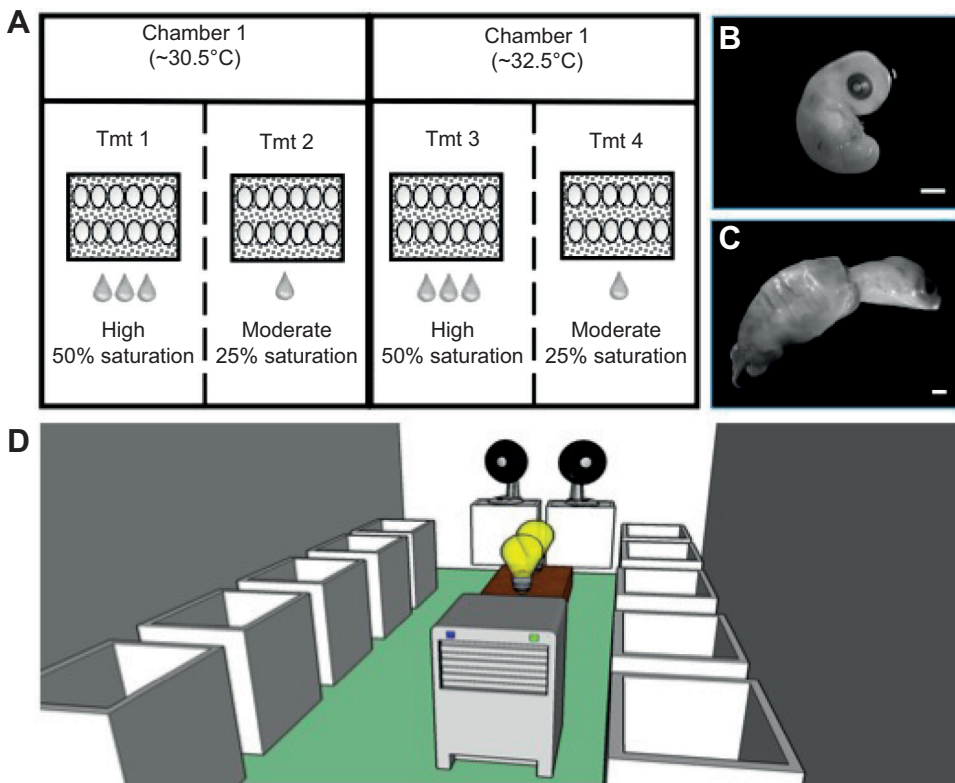 A
Chamber 1
(~30.5°C)
Chamber 1
(~32.5°C)
Tmt 1
Tmt 2
Tmt 3
Tmt 4
High
50% saturation
Moderate
25% saturation
High
50% saturation
Moderate
25% saturation
B
C
D